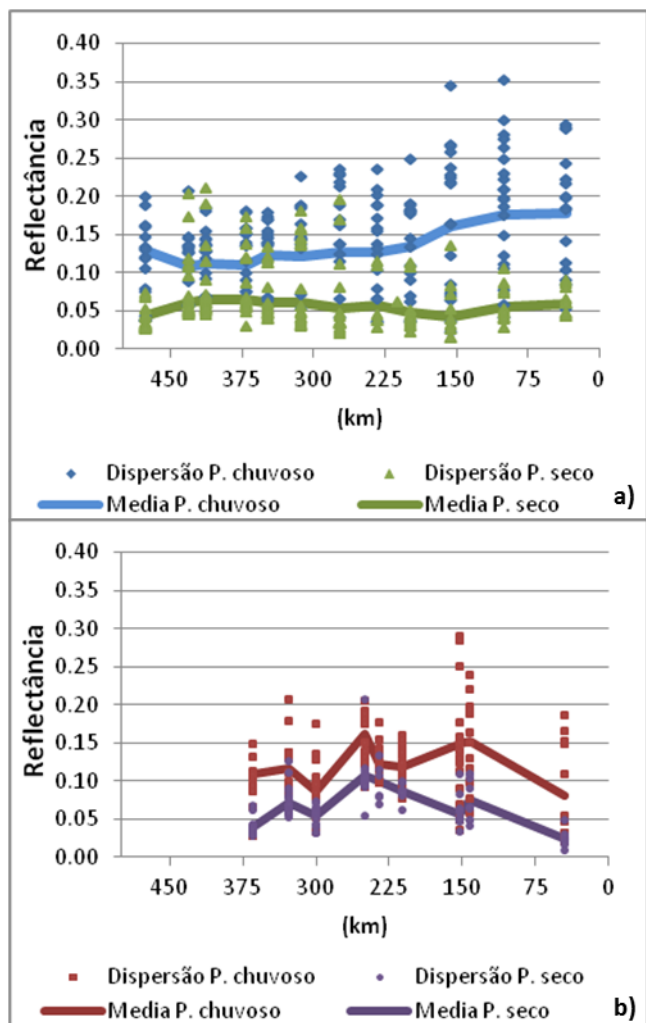 0.40
0.35
0.30
0.25
0.20
0.15
0.10
0.05
0.00
Reflectância
450 375 300 225 150 75 0
(km)
Dispersão P. chuvoso Dispersão P. seco
Media P. chuvoso Media P. seco
a)
0.40
0.35
0.30
0.25
0.20
0.15
0.10
0.05
0.00
Reflectância
450 375 300 225 150 75 0
(km)
Dispersão P. chuvoso Dispersão P. seco
Media P. chuvoso Media P. seco
b)